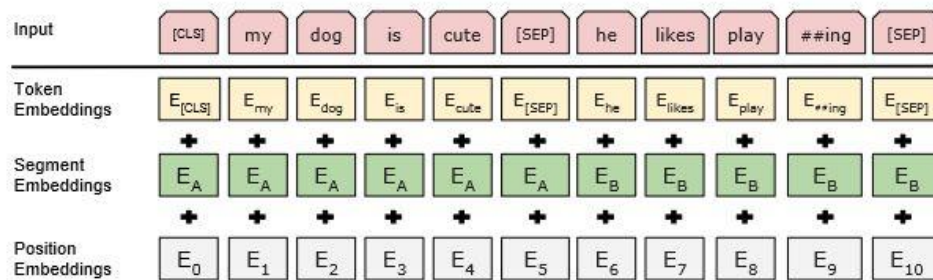 Input [CLS] my dog is cute [SEP] he likes play ##ing [SEP]
Token Embeddings E[CLS] Emy Edog Eis Ecute E[SEP] Ehe Elikes Eplay E##ing E[SEP]
+ + + + + + + + + + +
Segment Embeddings EA EA EA EA EA EA EB EB EB EB EB
+ + + + + + + + + + +
Position Embeddings E0 E1 E2 E3 E4 E5 E6 E7 E8 E9 E10